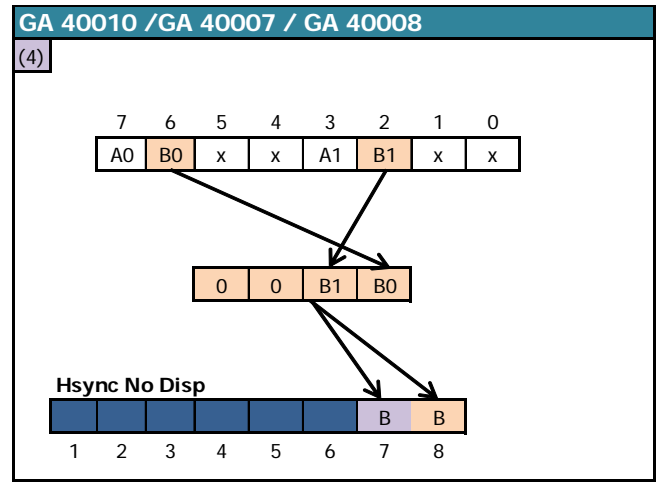 GA 40010 /GA 40007 / GA 40008
(4)
7 6 5 4 3 2 1 0
A0 B0 x x A1 B1 x x
0 0 B1 B0
Hsync No Disp
B B
1 2 3 4 5 6 7 8